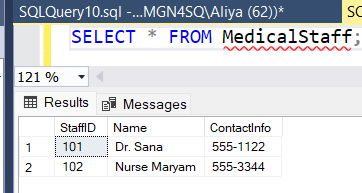 SQLQuery10.sql -...MGN4SQ\Aliya (62))*
SELECT * FROM MedicalStaff;
121 %
Results Messages
StaffID Name ContactInfo
1 101 Dr. Sana 555-1122
2 102 Nurse Maryam 555-3344